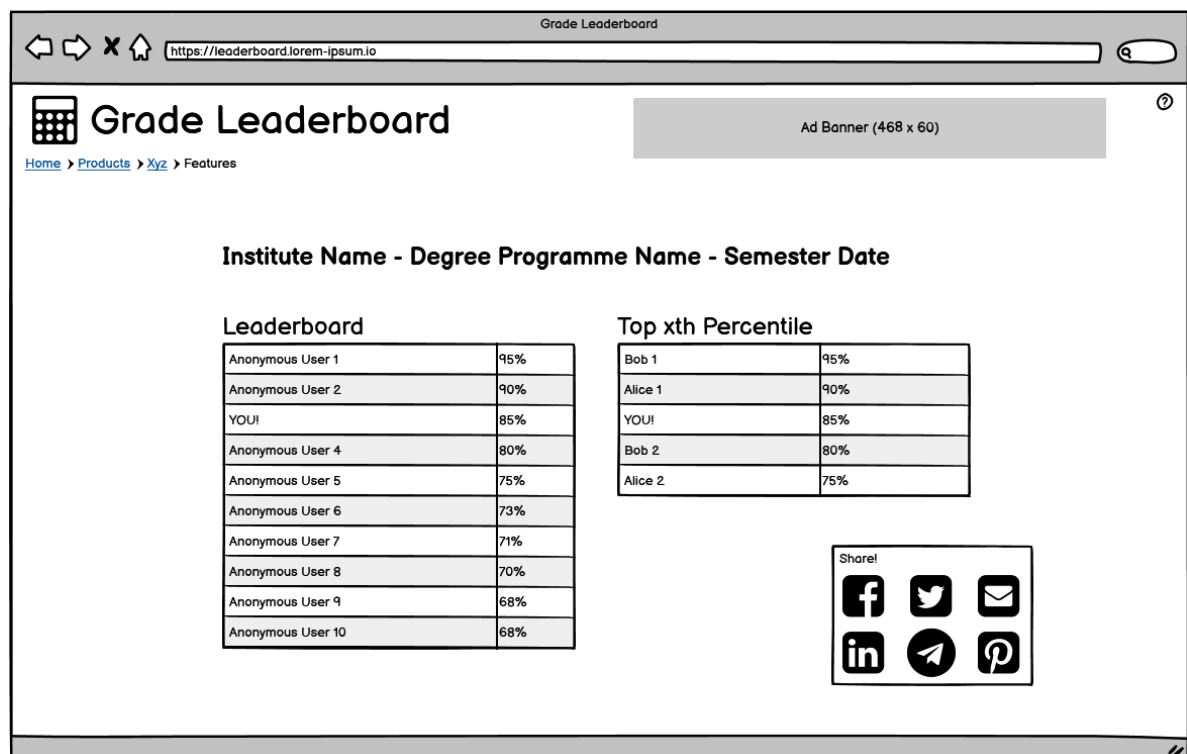 Grade Leaderboard
https://leaderboard.lorem-ipsum.io
Grade Leaderboard
Ad Banner (468 x 60)
Home > Products > Xyz > Features
Institute Name - Degree Programme Name - Semester Date
Leaderboard
Anonymous User 1 95%
Anonymous User 2 90%
YOU! 85%
Anonymous User 4 80%
Anonymous User 5 75%
Anonymous User 6 73%
Anonymous User 7 71%
Anonymous User 8 70%
Anonymous User 9 68%
Anonymous User 10 68%
Top xth Percentile
Bob 1 95%
Alice 1 90%
YOU! 85%
Bob 2 80%
Alice 2 75%
Share!